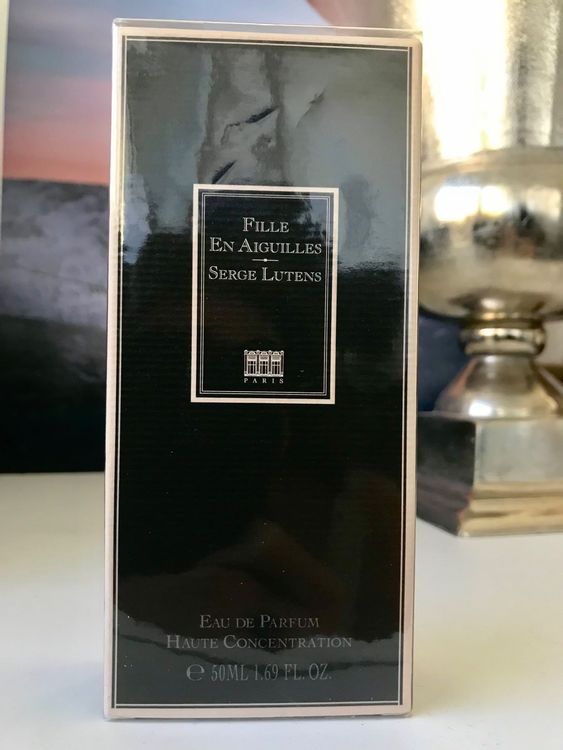 Fille
En Aiguilles
Serge Lutens
PARIS
Eau de Parfum
Haute Concentration
℮ 50ML 1.69 FL. OZ.